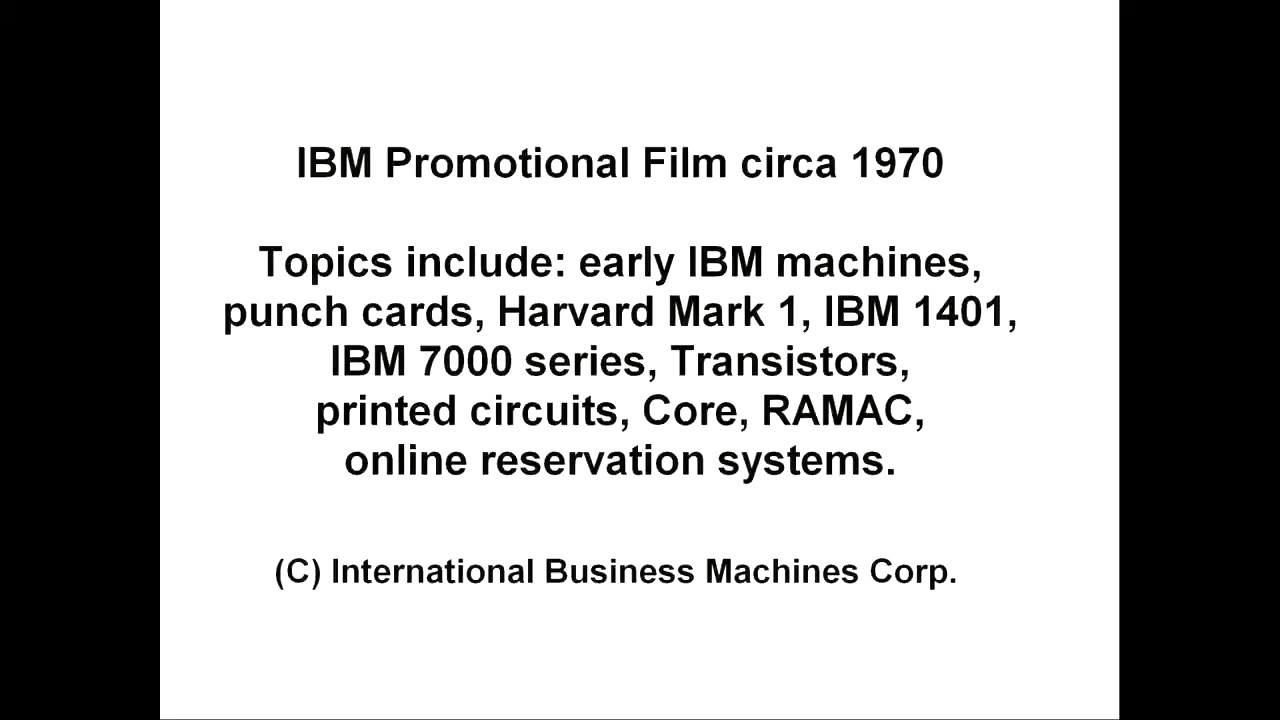 IBM Promotional Film circa 1970
Topics include: early IBM machines,
punch cards, Harvard Mark 1, IBM 1401,
IBM 7000 series, Transistors,
printed circuits, Core, RAMAC,
online reservation systems.
(C) International Business Machines Corp.